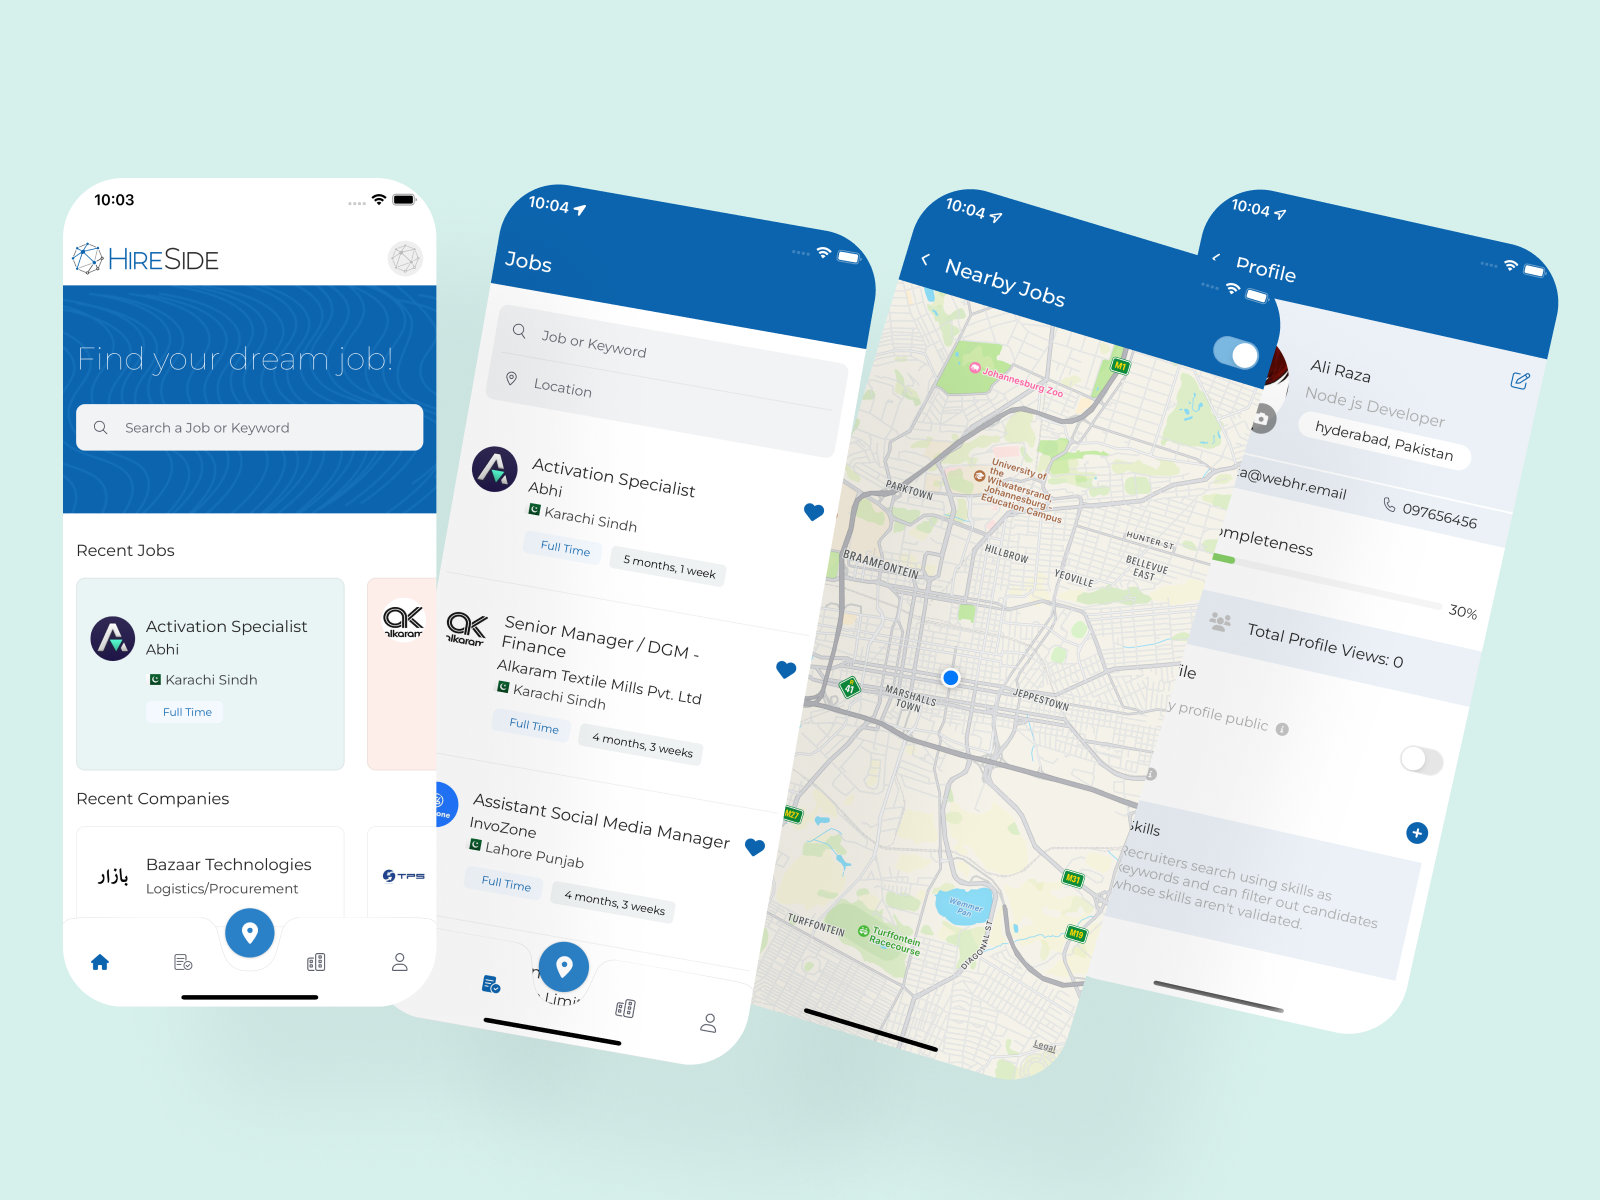 10:03
HIRESIDE
Find your dream job!
Search a Job or Keyword
Recent Jobs
Activation Specialist
Abhi
Karachi Sindh
Full Time
alkaram
Recent Companies
بازار
Bazaar Technologies
Logistics/Procurement
TPS
10:04
Jobs
Job or Keyword
Location
Activation Specialist
Abhi
Karachi Sindh
Full Time
5 months, 1 week
alkaram
Senior Manager / DGM -
Finance
Alkaram Textile Mills Pvt. Ltd
Karachi Sindh
Full Time
4 months, 3 weeks
one
Assistant Social Media Manager
InvoZone
Lahore Punjab
Full Time
4 months, 3 weeks
10:04
Nearby Jobs
M1
Johannesburg Zoo
University of
the
Witwatersrand,
Johannesburg -
Education Campus
PARKTOWN
HUNTER ST
BRAAMFONTEIN
HILLBROW
BELLEVUE
EAST
YEOVILLE
41
MARSHALLS
TOWN
JEPPESTOWN
M27
M31
Wemmer
Pan
TURFFONTEIN
Turffontein
Racecourse
DIAGONAL ST
M19
Legal
10:04
Profile
Ali Raza
Node js Developer
hyderabad, Pakistan
a@webhr.email
097656456
ompleteness
30%
Total Profile Views: 0
ile
y profile public
Skills
Recruiters search using skills as
keywords and can filter out candidates
whose skills aren't validated.